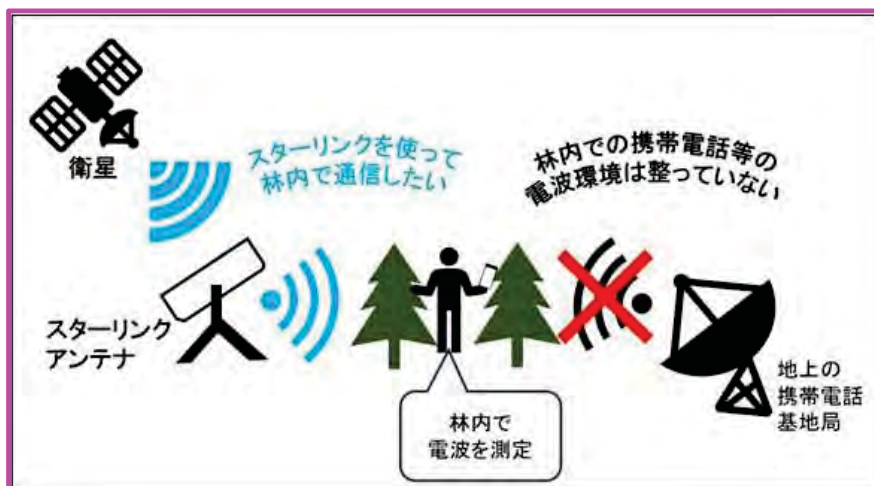 衛星
スターリンクを使って
林内で通信したい
林内での携帯電話等の
電波環境は整っていない
スターリンク
アンテナ
林内で
電波を測定
地上の
携帯電話
基地局